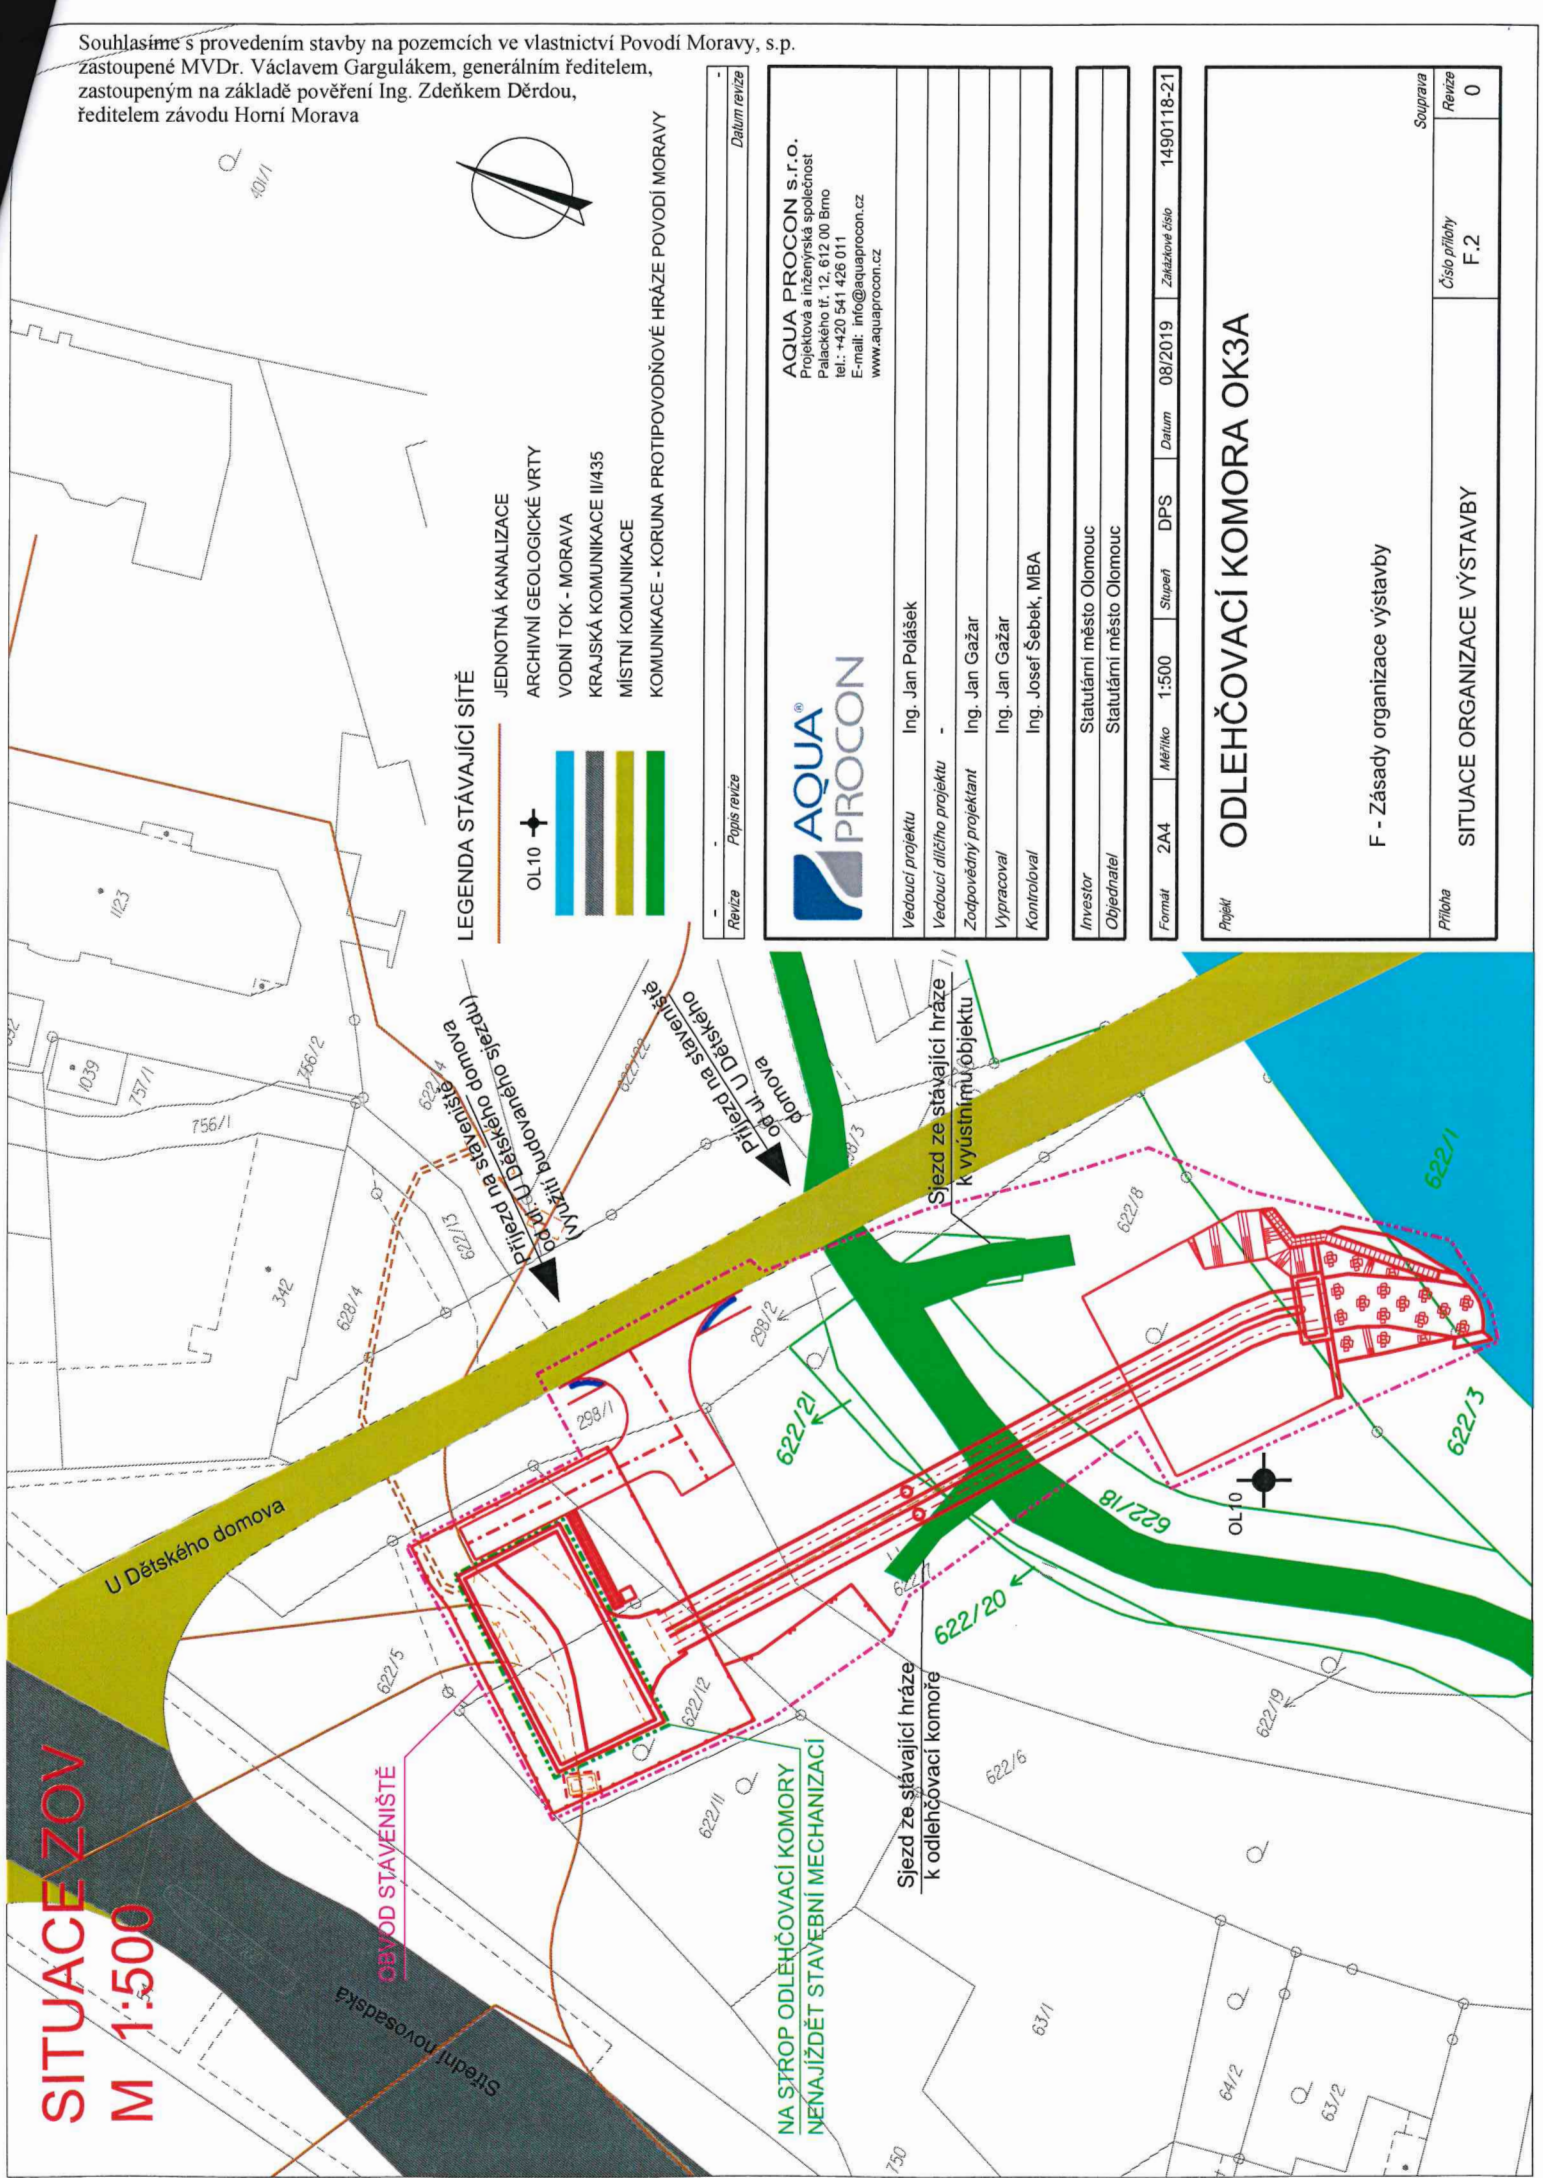 Souhlasíme s provedením stavby na pozemcích ve vlastnictví Povodí Moravy, s.p.
zastoupené MVDr. Václavem Gargulákem, generálním ředitelem,
zastoupeným na základě pověření Ing. Zdeňkem Děrdou,
ředitelem závodu Horní Morava
SITUACE ZOV
M 1:500
U Dětského domova
Střední novosadská
OBVOD STAVENIŠTĚ
NA STROP ODLEHČOVACÍ KOMORY
NENAJÍŽDĚT STAVEBNÍ MECHANIZACÍ
Sjezd ze stávající hráze
k odlehčovací komoře
Sjezd ze stávající hráze
k vyústnímu objektu
Příjezd na staveniště
od ul. U Dětského domova
(využití budovaného sjezdu)
Příjezd na staveniště
od ul. U Dětského
domova
401/1
1123
1039
757/1
756/2
756/1
622/4
622/22
622/13
342
628/4
298/3
298/2
298/1
622/8
622/1
622/3
622/21
622/18
622/20
OL10
622/5
622/12
622/11
622/6
622/19
63/1
64/2
63/2
750
LEGENDA STÁVAJÍCÍ SÍTĚ
JEDNOTNÁ KANALIZACE
OL10 ARCHIVNÍ GEOLOGICKÉ VRTY
VODNÍ TOK - MORAVA
KRAJSKÁ KOMUNIKACE II/435
MÍSTNÍ KOMUNIKACE
KOMUNIKACE - KORUNA PROTIPOVODŇOVÉ HRÁZE POVODÍ MORAVY
- - -
Revize Popis revize Datum revize
AQUA®
PROCON
AQUA PROCON s.r.o.
Projektová a inženýrská společnost
Palackého tř. 12, 612 00 Brno
tel.: +420 541 426 011
E-mail: info@aquaprocon.cz
www.aquaprocon.cz
Vedoucí projektu Ing. Jan Polášek
Vedoucí dílčího projektu -
Zodpovědný projektant Ing. Jan Gažar
Vypracoval Ing. Jan Gažar
Kontroloval Ing. Josef Šebek, MBA
Investor Statutární město Olomouc
Objednatel Statutární město Olomouc
Formát 2A4 Měřítko 1:500 Stupeň DPS Datum 08/2019 Zakázkové číslo 1490118-21
Projekt ODLEHČOVACÍ KOMORA OK3A
F - Zásady organizace výstavby
Souprava
Příloha SITUACE ORGANIZACE VÝSTAVBY
Číslo přílohy F.2
Revize 0